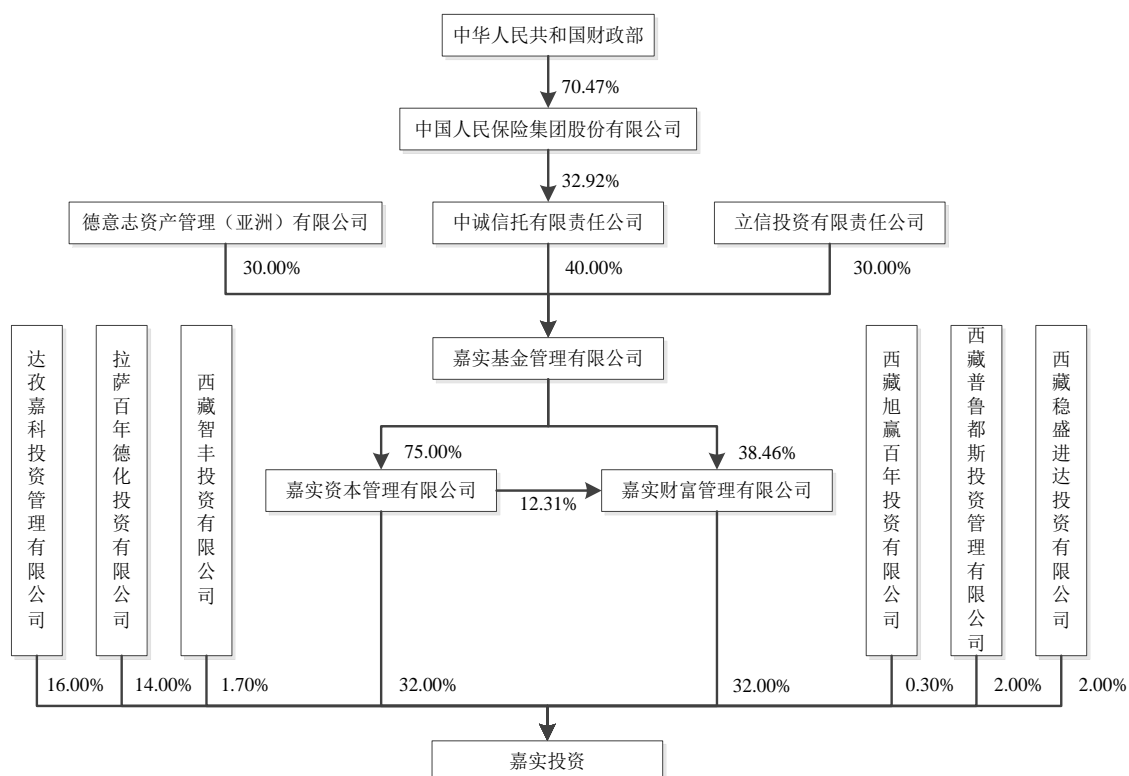 中华人民共和国财政部
70.47%
中国人民保险集团股份有限公司
32.92%
德意志资产管理（亚洲）有限公司
中诚信托有限责任公司
立信投资有限责任公司
30.00%
40.00%
30.00%
嘉实基金管理有限公司
75.00%
38.46%
嘉实资本管理有限公司
12.31%
嘉实财富管理有限公司
达孜嘉科投资管理有限公司
拉萨百年德化投资有限公司
西藏智丰投资有限公司
西藏旭赢百年投资有限公司
西藏普鲁都斯投资管理有限公司
西藏稳盛进达投资有限公司
16.00%
14.00%
1.70%
32.00%
32.00%
0.30%
2.00%
2.00%
嘉实投资